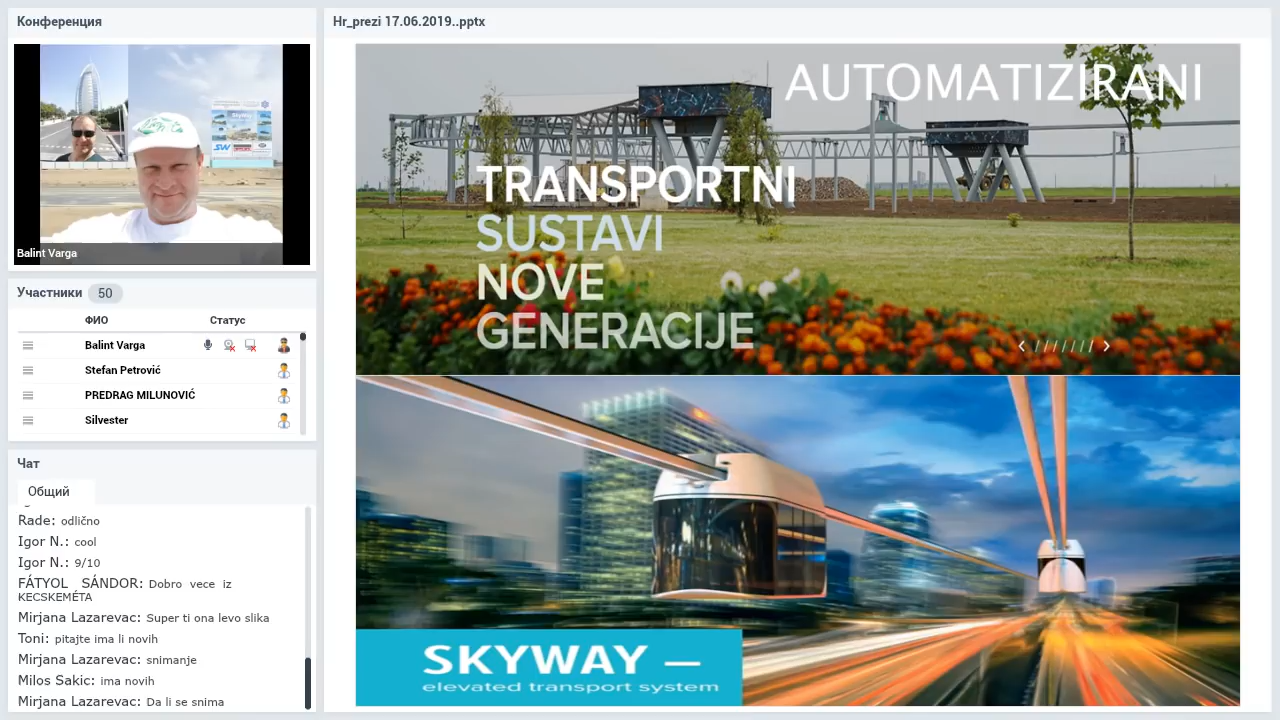 Конференция
Balint Varga
Участники 50
ФИО Статус
Balint Varga
Stefan Petrović
PREDRAG MILUNOVIĆ
Silvester
Чат
Общий
Rade: odlično
Igor N.: cool
Igor N.: 9/10
FÁTYOL SÁNDOR: Dobro vece iz
KECSKEMÉTA
Mirjana Lazarevac: Super ti ona levo slika
Toni: pitajte ima li novih
Mirjana Lazarevac: snimanje
Milos Sakic: ima novih
Mirjana Lazarevac: Da li se snima
Hr_prezi 17.06.2019..pptx
AUTOMATIZIRANI
TRANSPORTNI
SUSTAVI
NOVE
GENERACIJE
SKYWAY —
elevated transport system